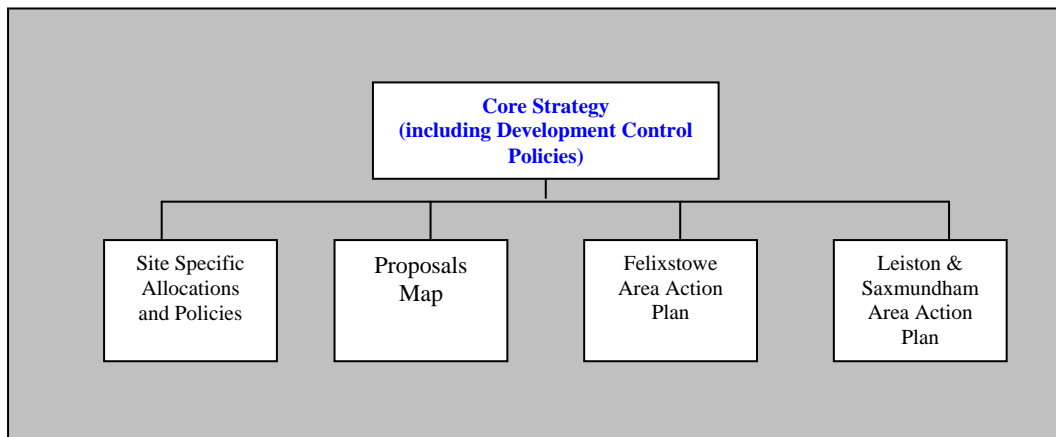 Core Strategy
(including Development Control
Policies)
Site Specific
Allocations
and Policies
Proposals
Map
Felixstowe
Area Action
Plan
Leiston &
Saxmundham
Area Action
Plan